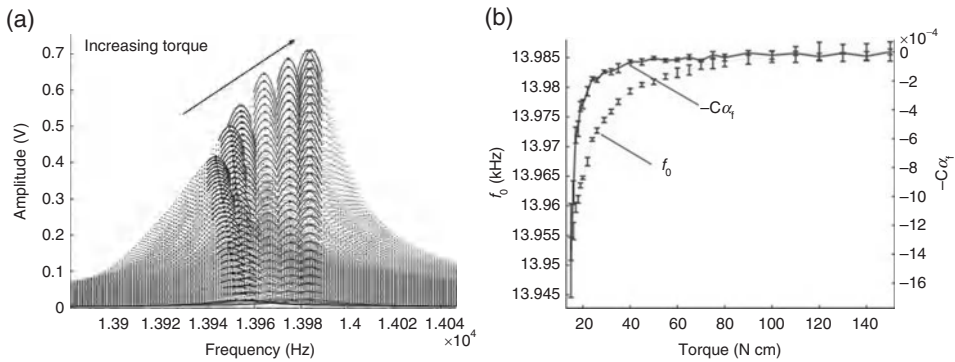 (a)
Increasing torque
0.7
0.6
0.5
0.4
0.3
0.2
0.1
0
Amplitude (V)
1.39 1.392 1.394 1.396 1.398 1.4 1.402 1.404
×10⁴
Frequency (Hz)
(b)
×10⁻⁴
13.985
13.98
13.975
13.97
13.965
13.96
13.955
13.95
13.945
f₀ (kHz)
–Cα_f
f₀
0
–2
–4
–6
–8
–10
–12
–14
–16
–Cα_f
20 40 60 80 100 120 140
Torque (N cm)